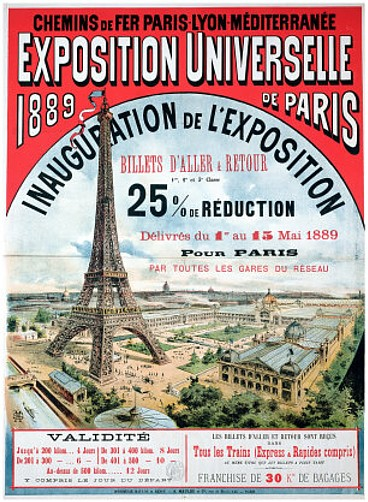 CHEMINS DE FER PARIS-LYON-MÉDITERRANÉE
EXPOSITION UNIVERSELLE
1889 DE PARIS
INAUGURATION DE L'EXPOSITION
BILLETS D'ALLER & RETOUR
1re, 2e et 3e Classe
25% DE RÉDUCTION
Délivrés du 1er au 15 Mai 1889
POUR PARIS
PAR TOUTES LES GARES DU RÉSEAU
VALIDITÉ
Jusqu'à 200 kilom.... 4 Jours
De 201 à 300 - .... 6 -
Au-dessus de 500 kilom...... 12 Jours
De 301 à 400 kilom. 8 Jours
De 401 à 500 - 10 -
Y COMPRIS LE JOUR DU DÉPART
LES BILLETS D'ALLER ET RETOUR SONT REÇUS
DANS
Tous les Trains (Express & Rapides compris)
FRANCHISE DE 30 K° DE BAGAGES